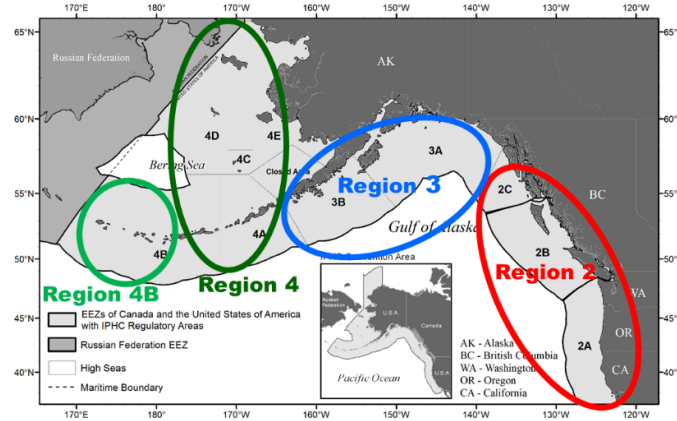 170°E
180°W
170°W
160°W
150°W
140°W
130°W
120°W
65°N
65°
60°N
60°
55°N
55°
50°N
50°
45°N
45°
40°N
40°
Russian Federation
AK
4D
4E
3A
Bering Sea
4C
Closed Area
Region 3
2C
BC
3B
4A
Gulf of Alaska
2B
4B
Region 2
Region 4B
Region 4
WA
EEZs of Canada and the United States of America
with IPHC Regulatory Areas
Russian Federation EEZ
High Seas
Maritime Boundary
Russian
Federation
U.S.A.
Canada
U.S.A.
Pacific Ocean
AK - Alaska
BC - British Columbia
WA - Washington
OR - Oregon
CA - California
2A
OR
CA
170°E
180°W
170°W
160°W
150°W
140°W
130°W
120°W